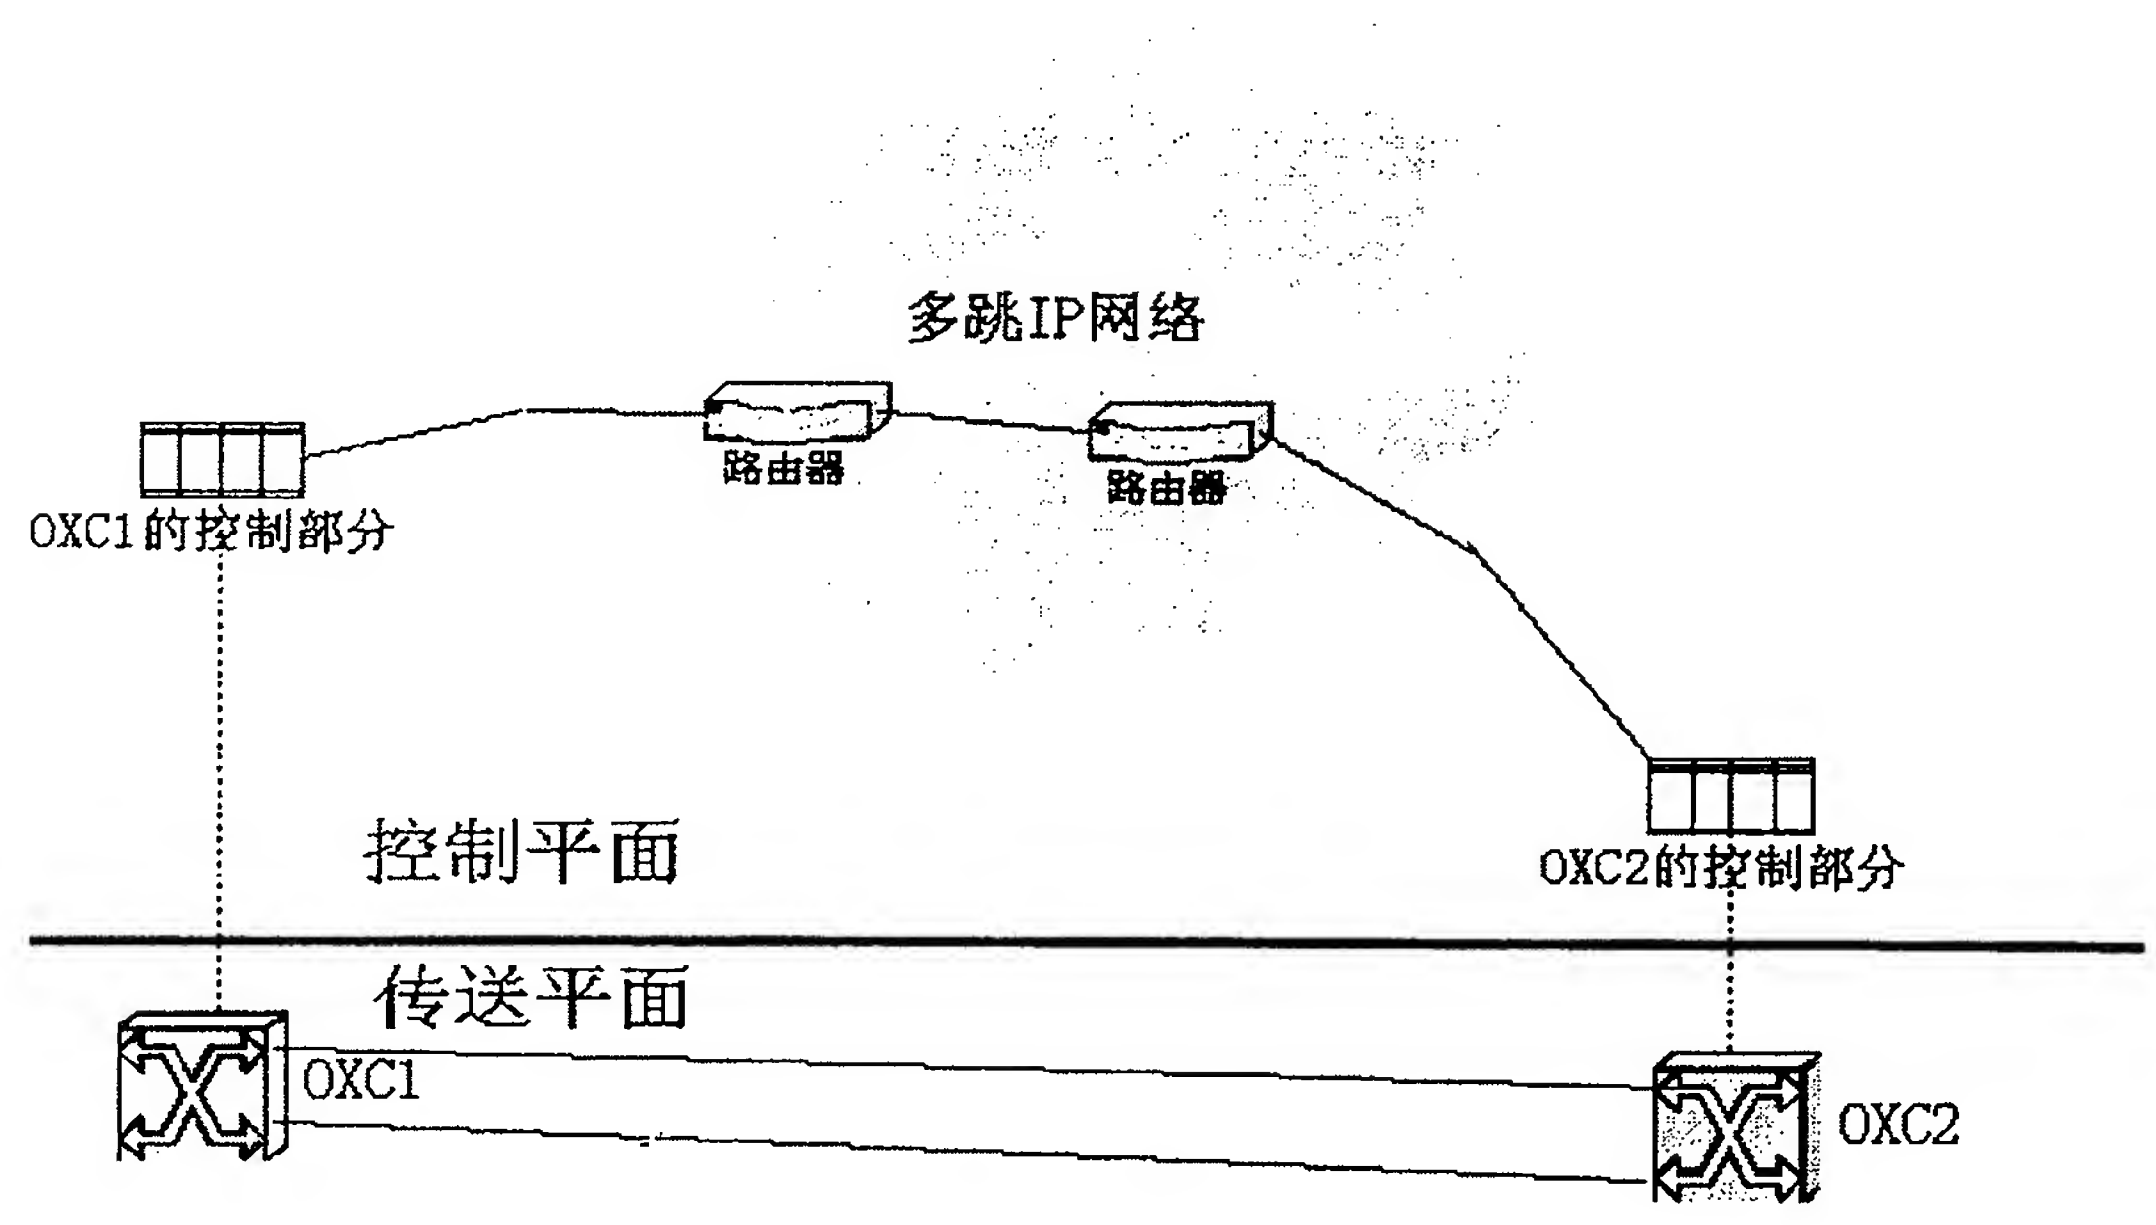 多跳IP网络
路由器
路由器
OXC1的控制部分
控制平面
OXC2的控制部分
传送平面
OXC1
OXC2